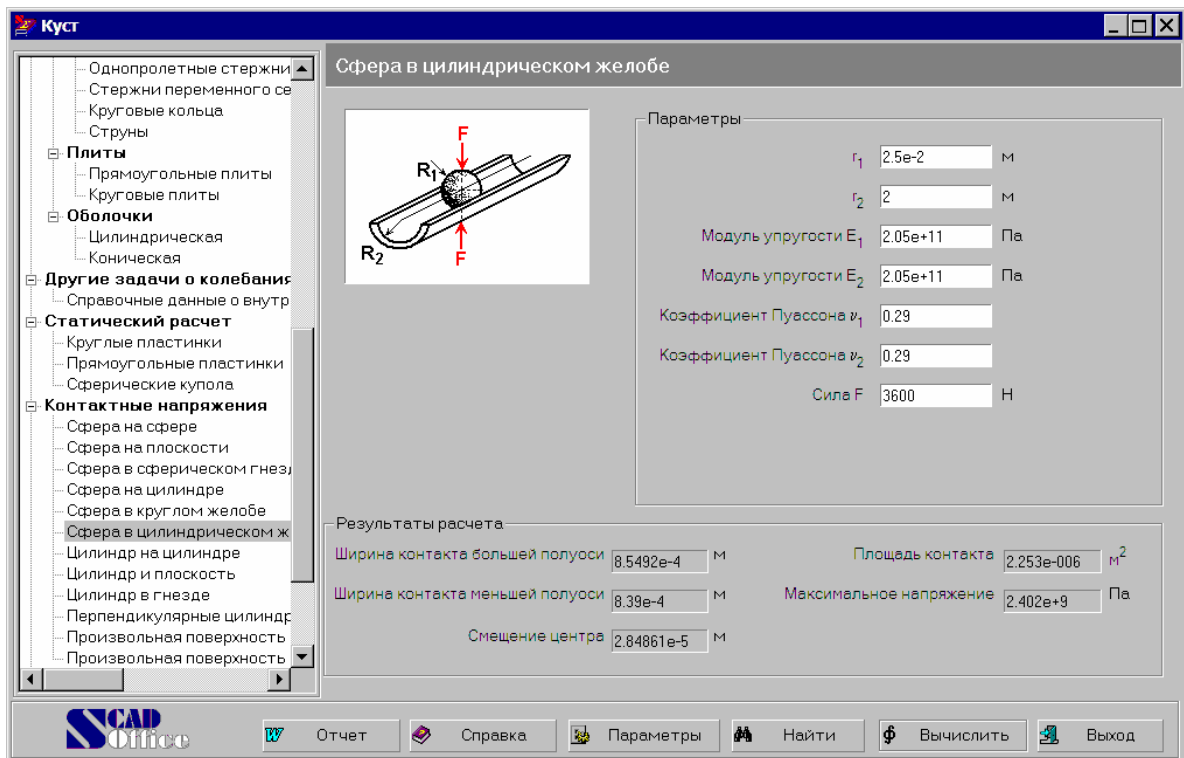 Куст
Однопролетные стержни
Стержни переменного се
Круговые кольца
Струны
Плиты
Прямоугольные плиты
Круговые плиты
Оболочки
Цилиндрическая
Коническая
Другие задачи о колебания
Справочные данные о внутр
Статический расчет
Круглые пластинки
Прямоугольные пластинки
Сферические купола
Контактные напряжения
Сфера на сфере
Сфера на плоскости
Сфера в сферическом гнезд
Сфера на цилиндре
Сфера в круглом желобе
Сфера в цилиндрическом ж
Цилиндр на цилиндре
Цилиндр и плоскость
Цилиндр в гнезде
Перпендикулярные цилиндр
Произвольная поверхность
Произвольная поверхность
Сфера в цилиндрическом желобе
F
R1
R2
F
Параметры
r1 2.5e-2 м
r2 2 м
Модуль упругости E1 2.05e+11 Па
Модуль упругости E2 2.05e+11 Па
Коэффициент Пуассона ν1 0.29
Коэффициент Пуассона ν2 0.29
Сила F 3600 Н
Результаты расчета
Ширина контакта большей полуоси 8.5492e-4 м Площадь контакта 2.253e-006 м2
Ширина контакта меньшей полуоси 8.39e-4 м Максимальное напряжение 2.402e+9 Па
Смещение центра 2.84861e-5 м
SCAD Office
Отчет Справка Параметры Найти Вычислить Выход